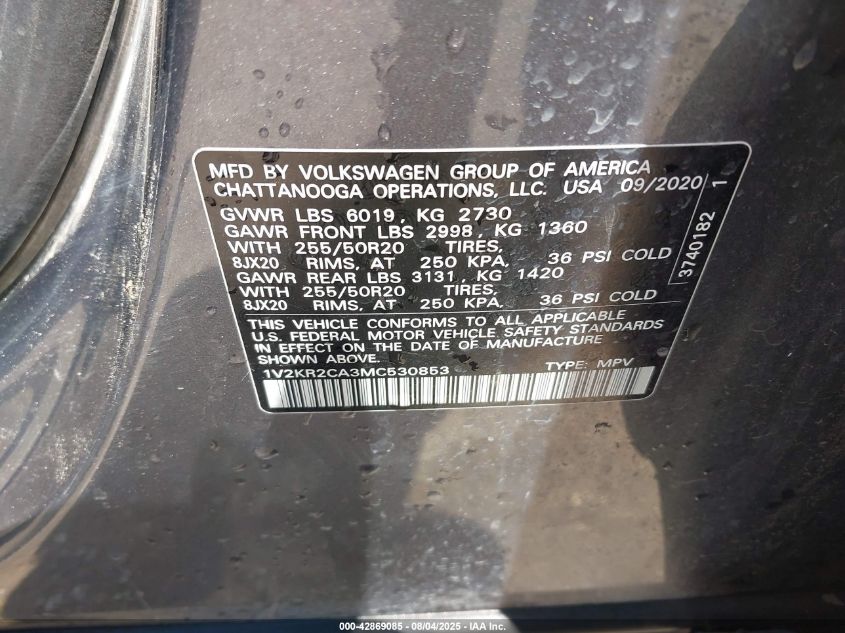 MFD BY VOLKSWAGEN GROUP OF AMERICA
CHATTANOOGA OPERATIONS, LLC. USA 09/2020
GVWR LBS 6019, KG 2730
GAWR FRONT LBS 2998, KG 1360
WITH 255/50R20 TIRES,
8JX20 RIMS, AT 250 KPA, 36 PSI COLD
GAWR REAR LBS 3131, KG 1420
WITH 255/50R20 TIRES,
8JX20 RIMS, AT 250 KPA, 36 PSI COLD
THIS VEHICLE CONFORMS TO ALL APPLICABLE
U.S. FEDERAL MOTOR VEHICLE SAFETY STANDARDS
IN EFFECT ON THE DATE OF MANUFACTURE
SHOWN ABOVE.
1V2KR2CA3MC530853 TYPE: MPV
3740182 1
000-42869085 - 08/04/2025 - IAA Inc.